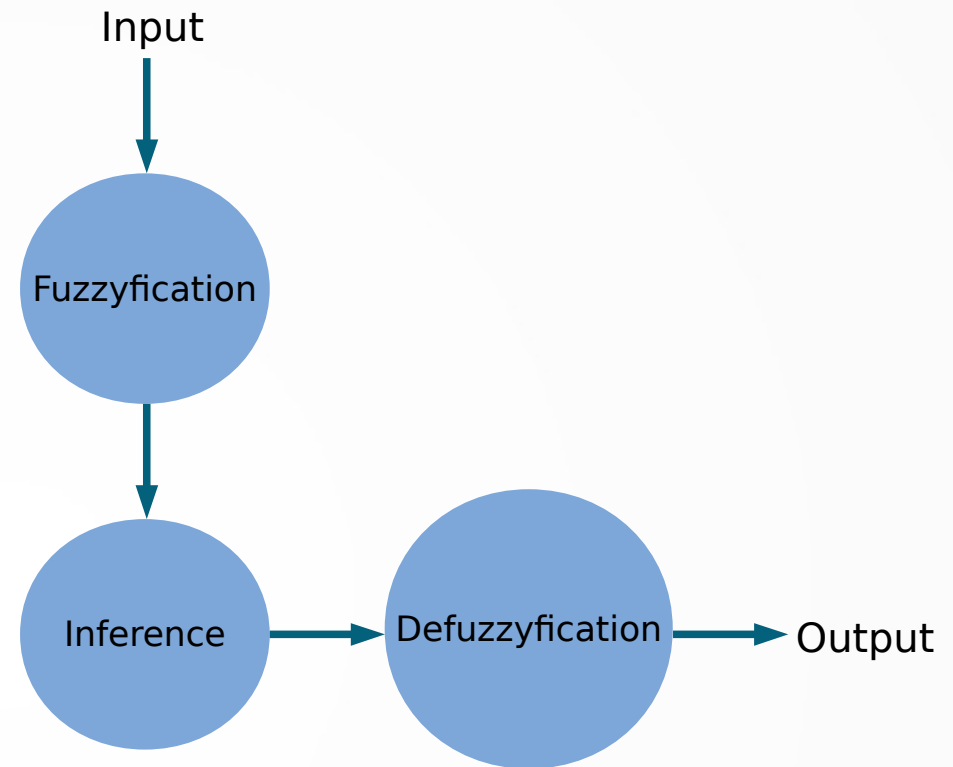 Input
Fuzzyfication
Inference
Defuzzyfication
Output